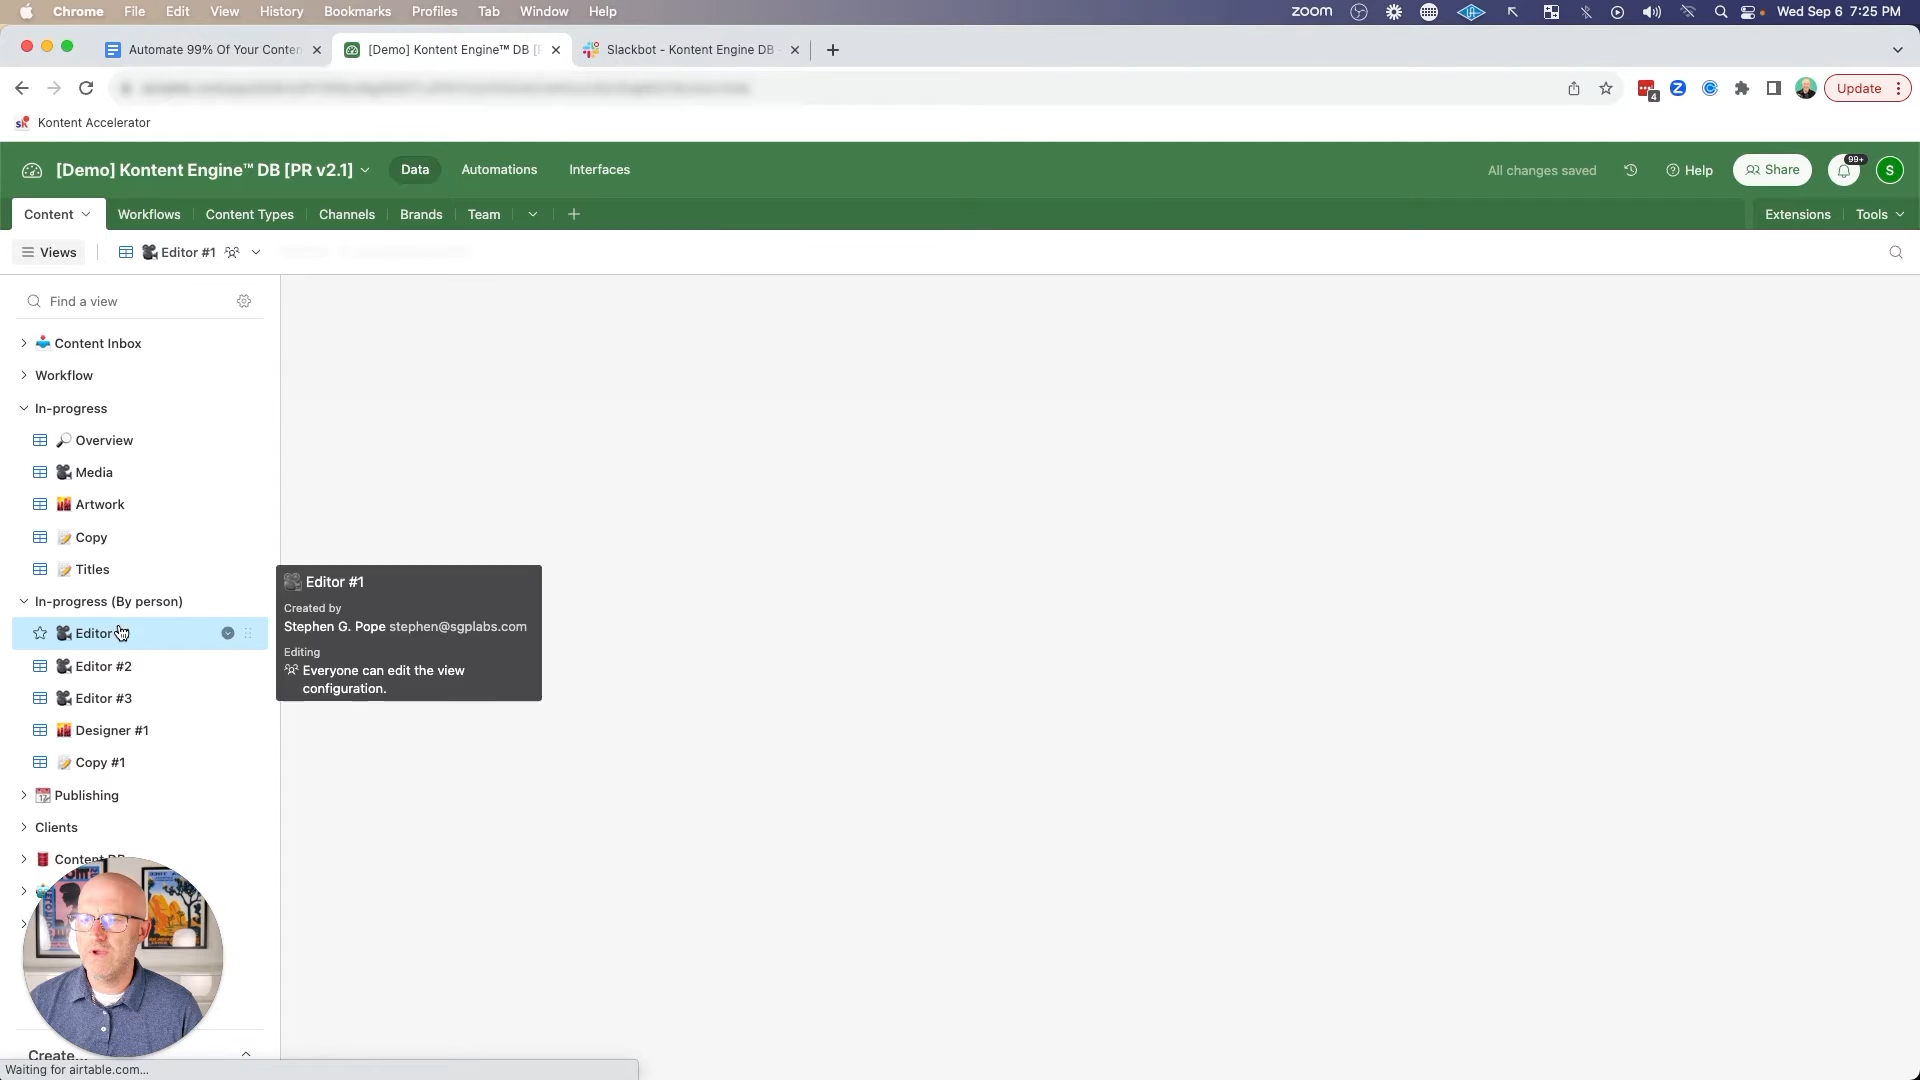 Chrome File Edit View History Bookmarks Profiles Tab Window Help
zoom
Wed Sep 6 7:25 PM
Automate 99% Of Your Conten
[Demo] Kontent Engine™ DB [P
Slackbot - Kontent Engine DB
4
Update
sk Kontent Accelerator
[Demo] Kontent Engine™ DB [PR v2.1]
Data
Automations
Interfaces
All changes saved
Help
Share
99+
S
Content
Workflows
Content Types
Channels
Brands
Team
Extensions
Tools
Views
Editor #1
Find a view
Content Inbox
Workflow
In-progress
Overview
Media
Artwork
Copy
Titles
In-progress (By person)
Editor
Editor #2
Editor #3
Designer #1
Copy #1
Publishing
Clients
Content DB
Create...
Editor #1
Created by
Stephen G. Pope stephen@sgplabs.com
Editing
Everyone can edit the view
configuration.
Waiting for airtable.com...